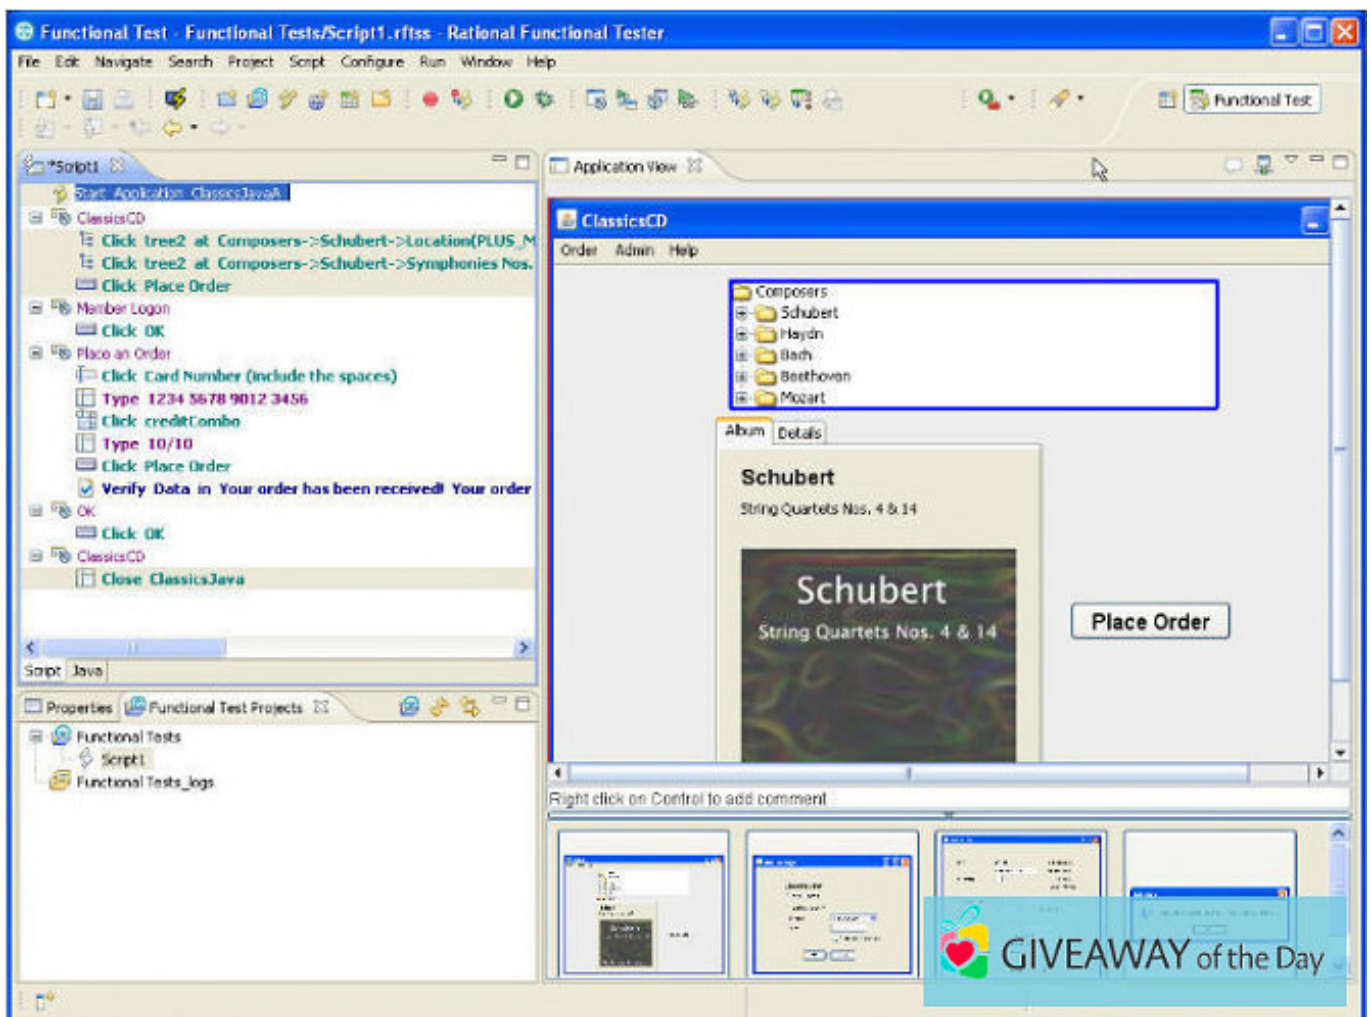 Functional Test - Functional Tests/Script1.rftss - Rational Functional Tester
File Edit Navigate Search Project Script Configure Run Window Help
Functional Test
*Script1
Start Application ClassicsJavaA
ClassicsCD
Click tree2 at Composers->Schubert->Location(PLUS_M
Click tree2 at Composers->Schubert->Symphonies Nos.
Click Place Order
Member Logon
Click OK
Place an Order
Click Card Number (include the spaces)
Type 1234 5678 9012 3456
Click creditCombo
Type 10/10
Click Place Order
Verify Data in Your order has been received! Your order
OK
Click OK
ClassicsCD
Close ClassicsJava
Script Java
Properties Functional Test Projects
Functional Tests
Script1
Functional Tests_logs
Application View
ClassicsCD
Order Admin Help
Composers
Schubert
Haydn
Bach
Beethoven
Mozart
Album Details
Schubert
String Quartets Nos. 4 & 14
Schubert
String Quartets Nos. 4 & 14
Place Order
Right click on Control to add comment
Schubert
GIVEAWAY of the Day